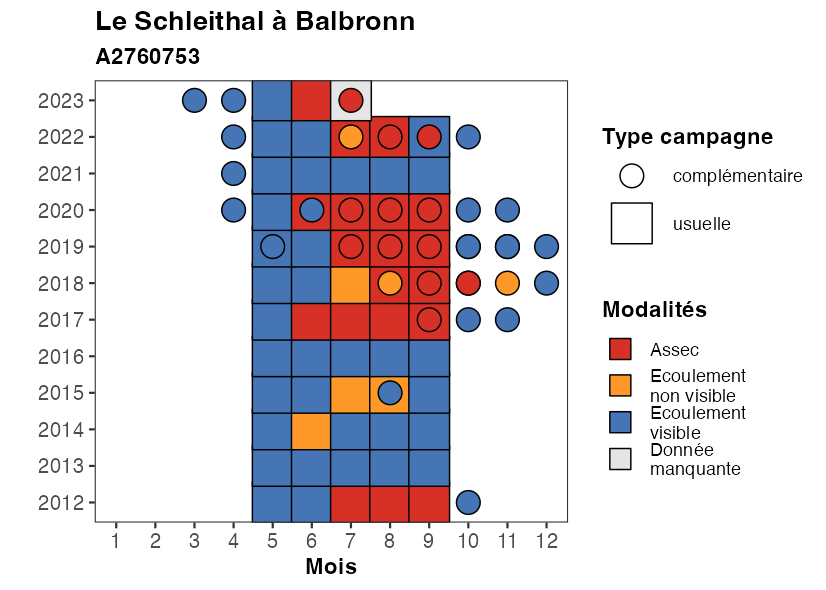 Le Schleithal à Balbronn
A2760753
2023
2022
2021
2020
2019
2018
2017
2016
2015
2014
2013
2012
1 2 3 4 5 6 7 8 9 10 11 12
Mois
Type campagne
complémentaire
usuelle
Modalités
Assec
Ecoulement
non visible
Ecoulement
visible
Donnée
manquante